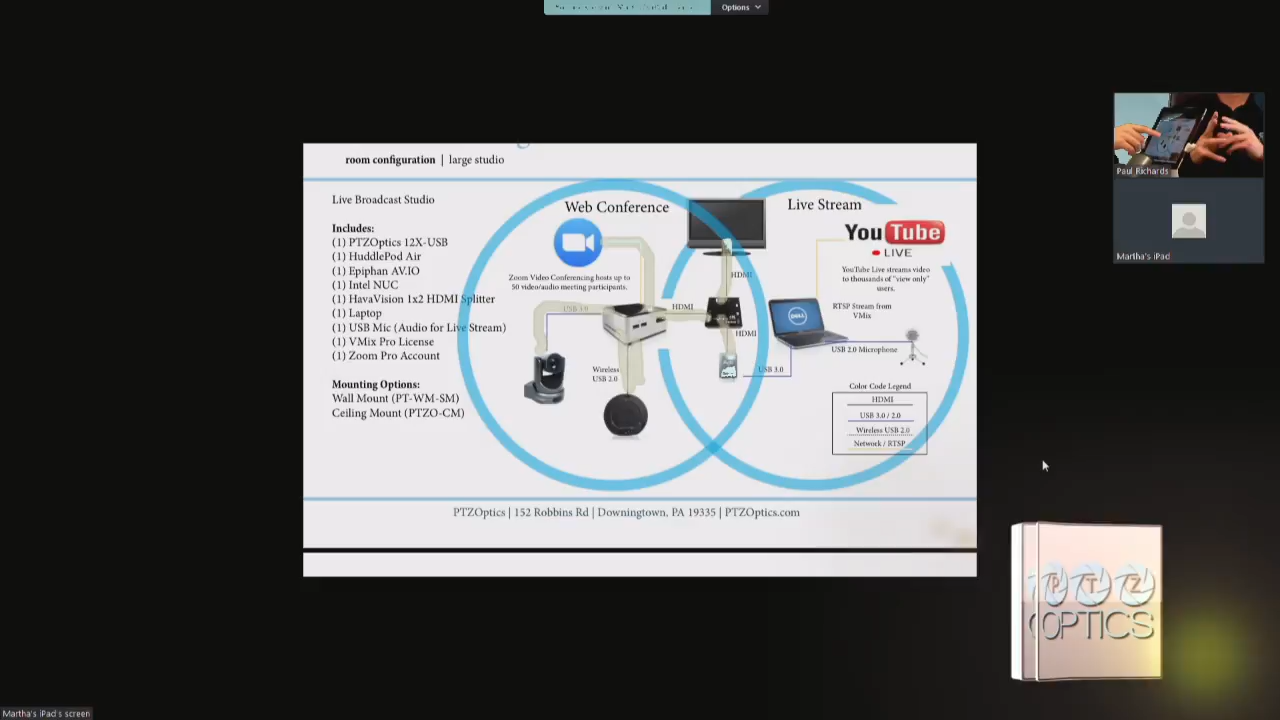 Options
room configuration | large studio
Live Broadcast Studio
Includes:
(1) PTZOptics 12X-USB
(1) HuddlePod Air
(1) Epiphan AV.IO
(1) Intel NUC
(1) HavaVision 1x2 HDMI Splitter
(1) Laptop
(1) USB Mic (Audio for Live Stream)
(1) VMix Pro License
(1) Zoom Pro Account
Mounting Options:
Wall Mount (PT-WM-SM)
Ceiling Mount (PTZO-CM)
Web Conference
Zoom Video Conferencing hosts up to
50 video/audio meeting participants.
USB 3.0
HDMI
Wireless
USB 2.0
HDMI
HDMI
USB 3.0
Live Stream
YouTube
LIVE
YouTube Live streams video
to thousands of "view only"
users.
RTSP Stream from
VMix
DELL
USB 2.0 Microphone
Color Code Legend
HDMI
USB 3.0 / 2.0
Wireless USB 2.0
Network / RTSP
PTZOptics | 152 Robbins Rd | Downingtown, PA 19335 | PTZOptics.com
Paul Richards
Martha's iPad
PTZ
OPTICS
Martha's iPad's screen